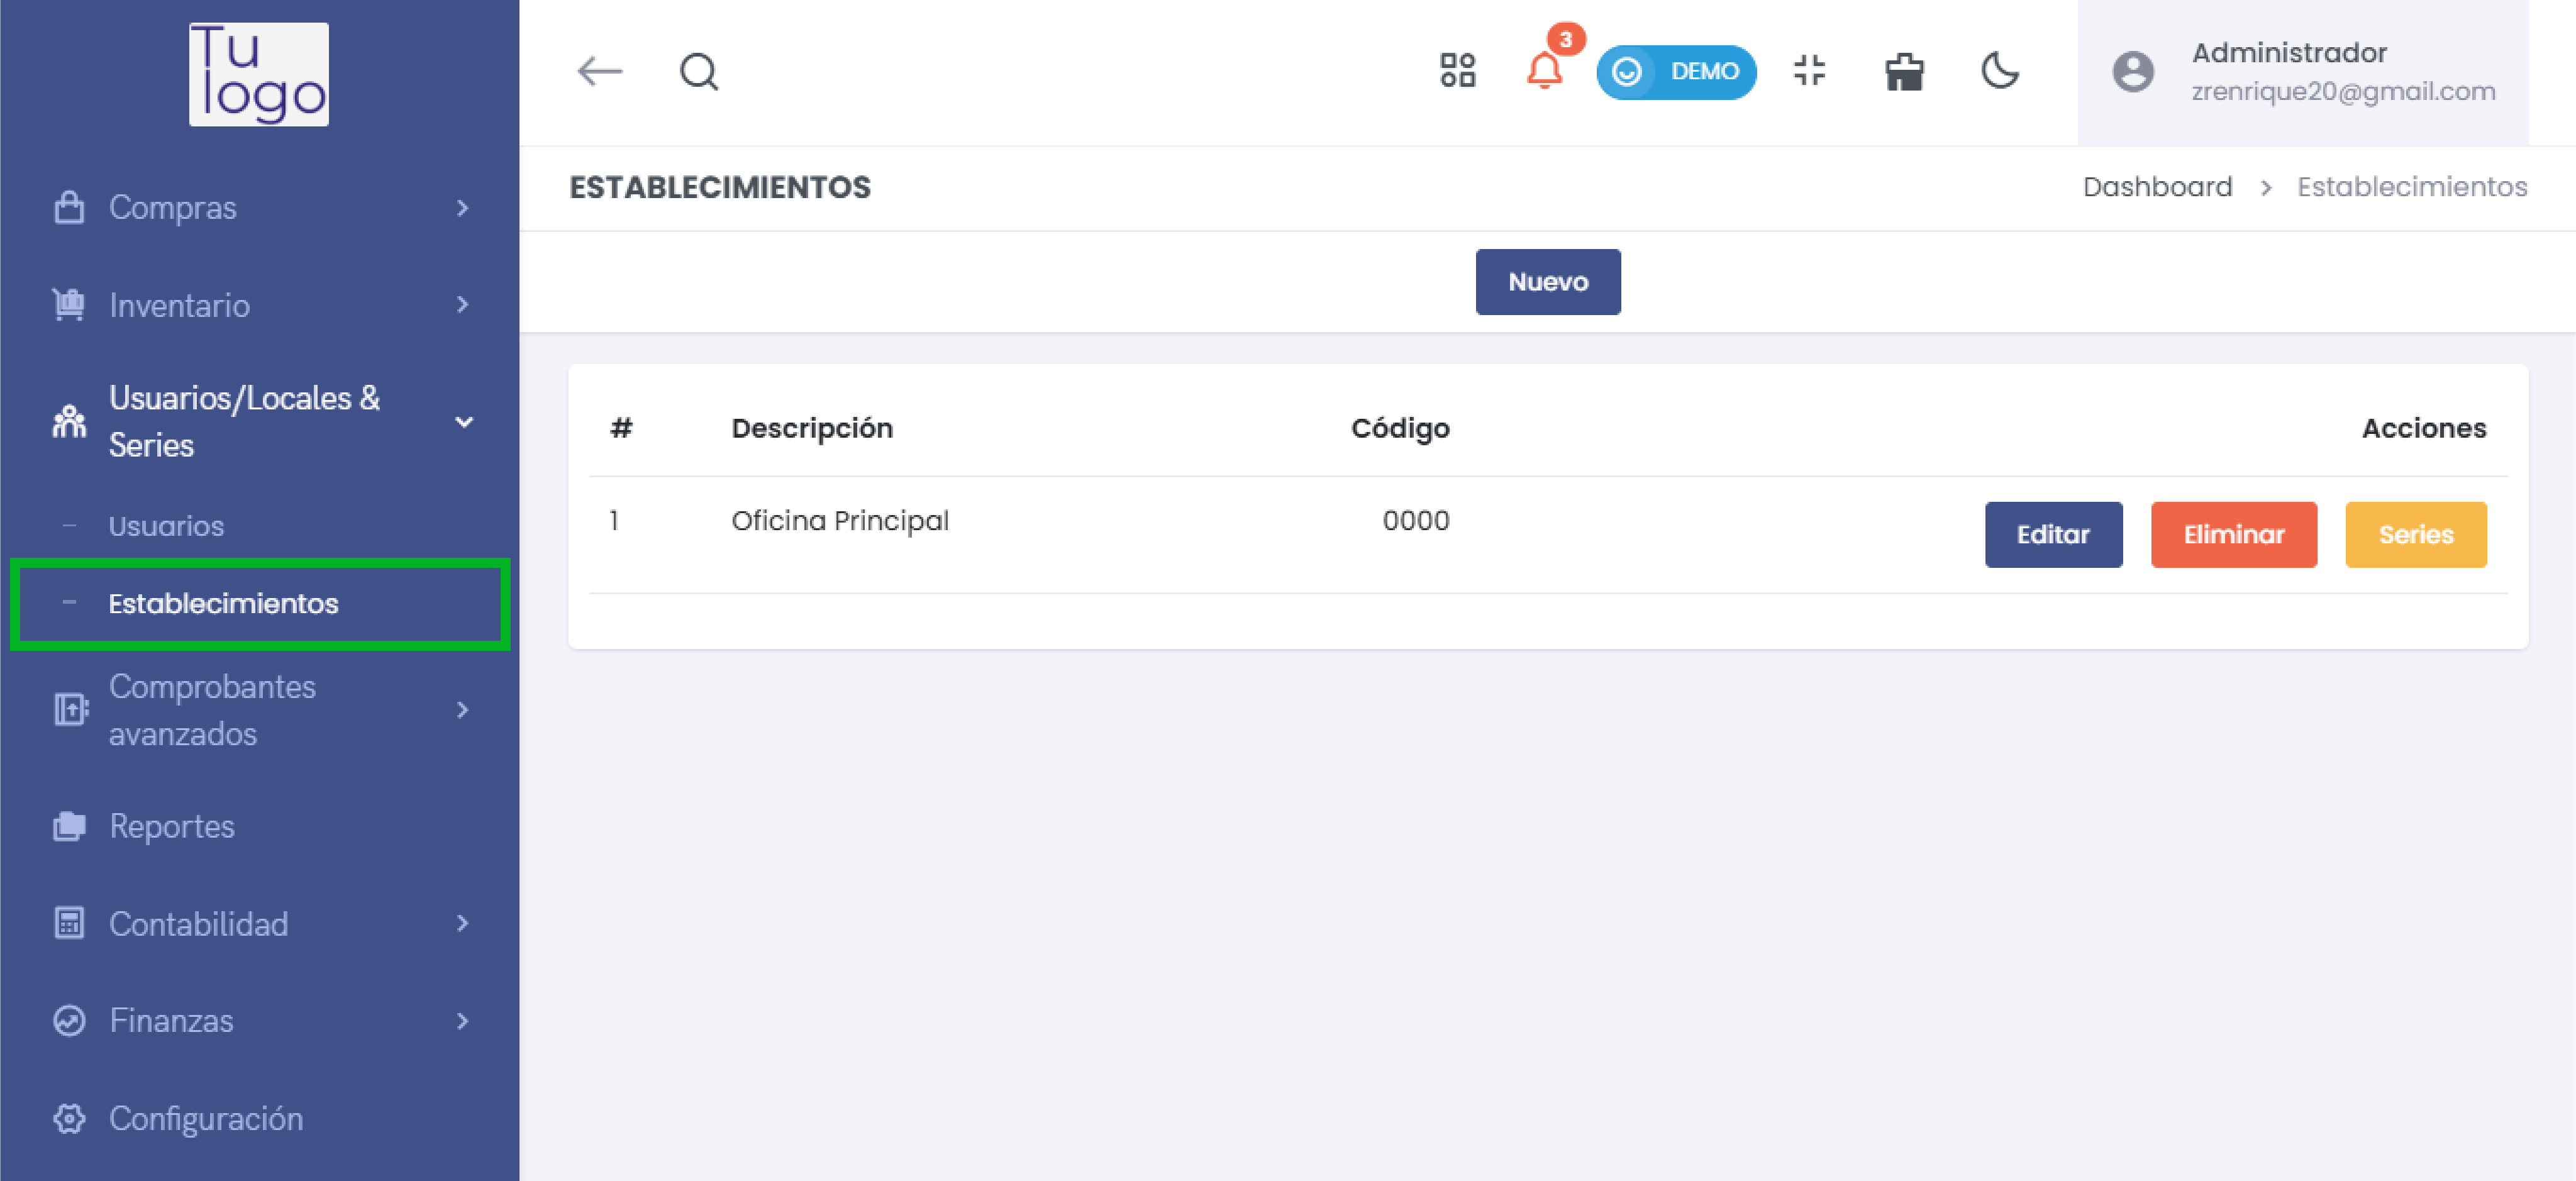 Tu
logo
Compras
Inventario
Usuarios/Locales &
Series
Usuarios
Establecimientos
Comprobantes
avanzados
Reportes
Contabilidad
Finanzas
Configuración
3
DEMO
Administrador
zrenrique20@gmail.com
ESTABLECIMIENTOS
Dashboard > Establecimientos
Nuevo
# Descripción Código Acciones
1 Oficina Principal 0000 Editar Eliminar Series